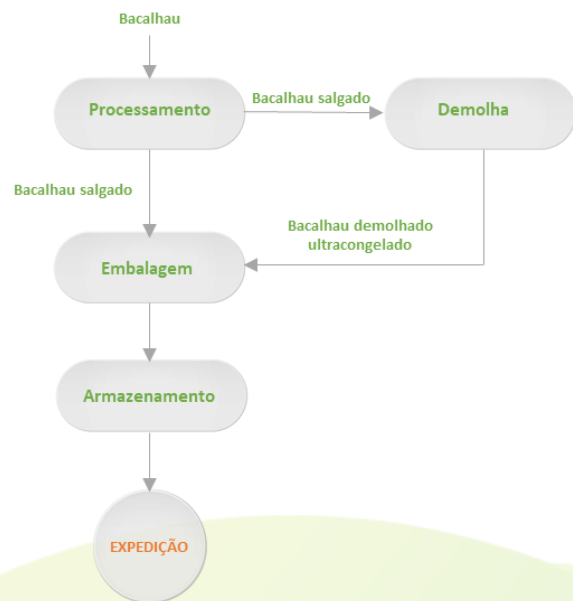 Bacalhau
Processamento
Bacalhau salgado
Demolha
Bacalhau salgado
Bacalhau demolhado
ultracongelado
Embalagem
Armazenamento
EXPEDIÇÃO